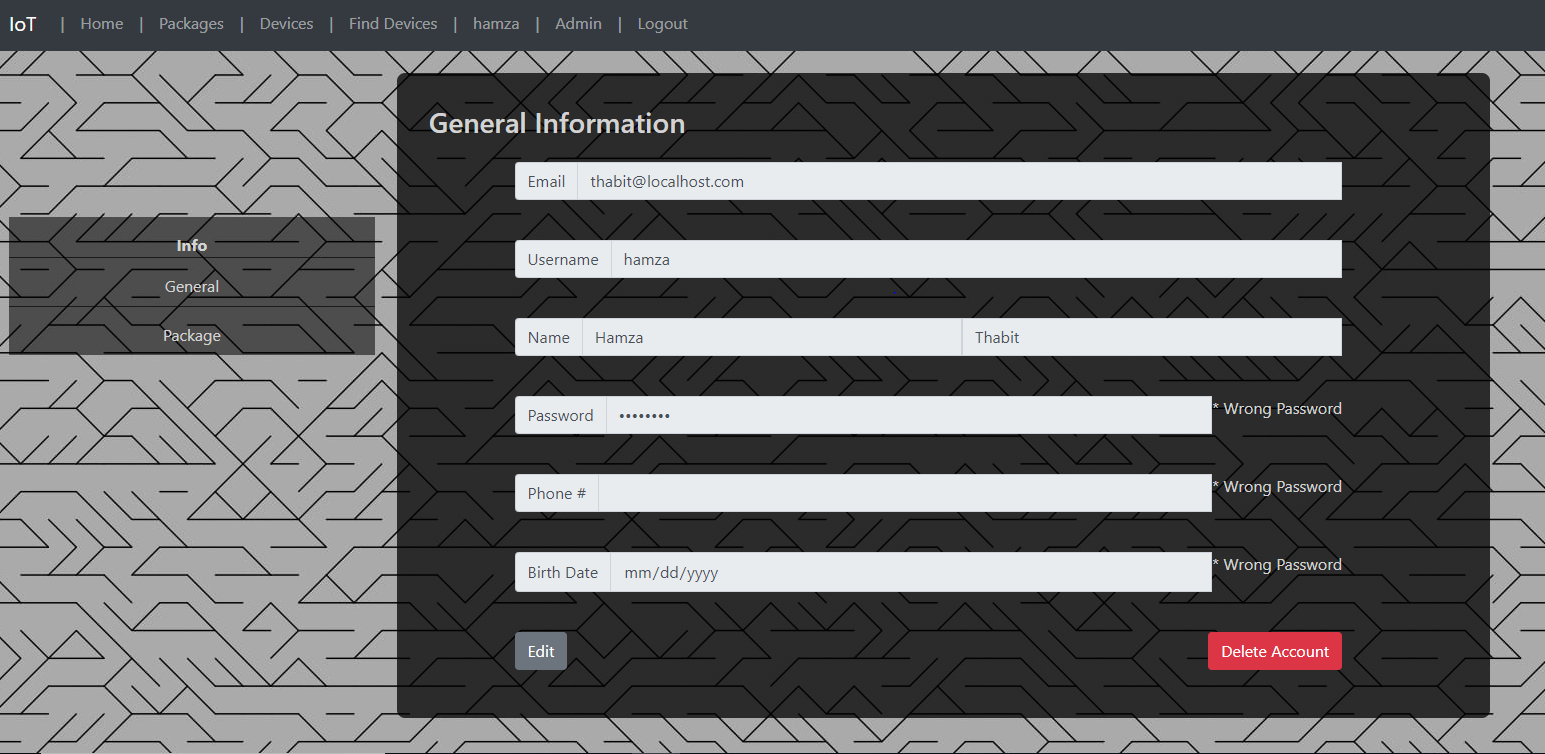 IoT | Home | Packages | Devices | Find Devices | hamza | Admin | Logout
General Information
Email thabit@localhost.com
Info
Username hamza
General
Package
Name Hamza Thabit
Password •••••••• * Wrong Password
Phone # * Wrong Password
Birth Date mm/dd/yyyy * Wrong Password
Edit Delete Account